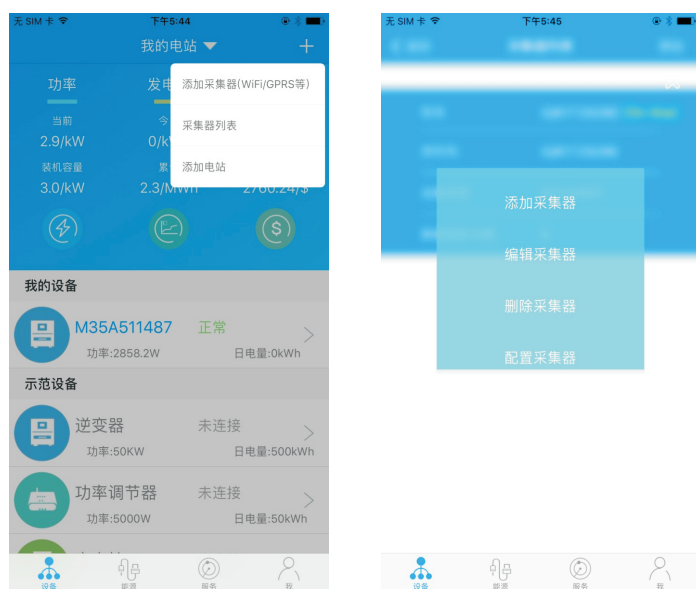 无 SIM 卡 下午5:44
我的电站
功率
当前
2.9/kW
装机容量
3.0/kW
发电
今
0/k
累
2.3/MWh
2760.24/$
添加采集器(WiFi/GPRS等)
采集器列表
添加电站
我的设备
M35A511487 正常
功率:2858.2W 日电量:0kWh
示范设备
逆变器 未连接
功率:50KW 日电量:500kWh
功率调节器 未连接
功率:5000W 日电量:50kWh
设备 能源 服务 我
无 SIM 卡 下午5:45
添加采集器
编辑采集器
删除采集器
配置采集器
设备 能源 服务 我